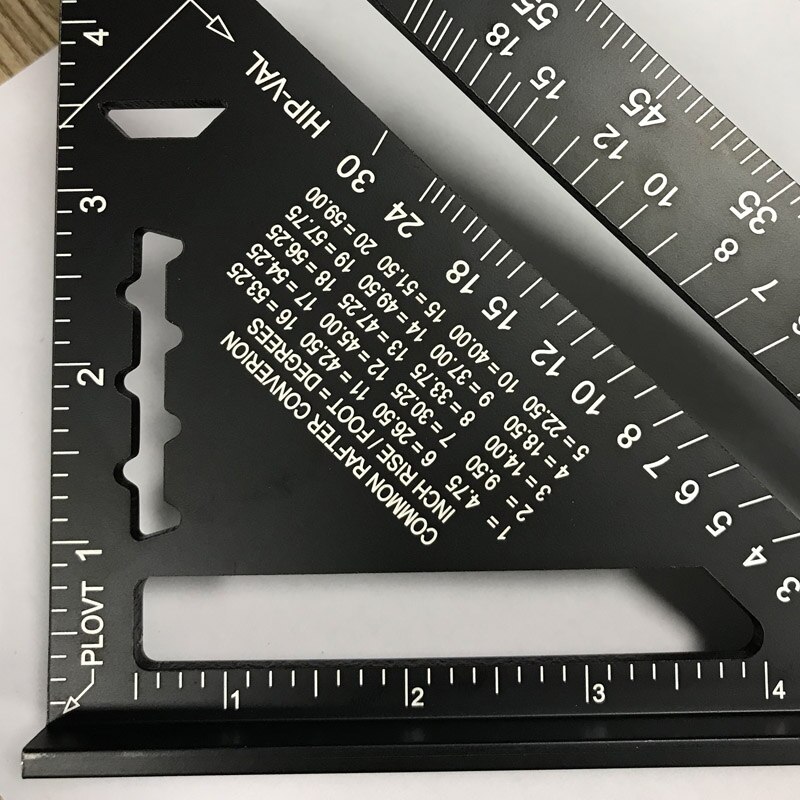 4
3
2
1
PLOVT
HIP-VAL 30 24 18 15 12 10 8 7 6 5 4 3
COMMON RAFTER CONVERION
INCH RISE / FOOT = DEGREES
1 = 4.75 6 = 26.50 11 = 42.50 16 = 53.25
2 = 9.50 7 = 30.25 12 = 45.00 17 = 54.25
3 = 14.00 8 = 33.75 13 = 47.25 18 = 56.25
4 = 18.50 9 = 37.00 14 = 49.50 19 = 57.75
5 = 22.50 10 = 40.00 15 = 51.50 20 = 59.00
55 45 35
18 15 12 10 8 7
1 2 3 4